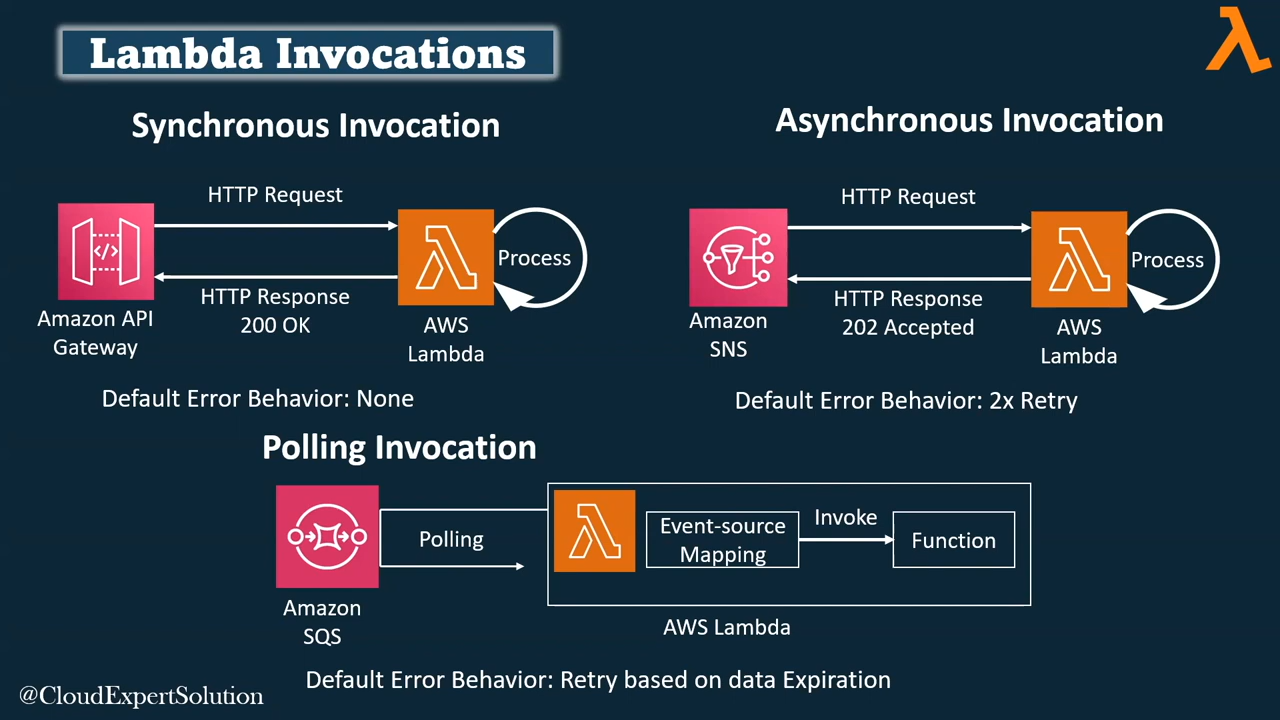 Lambda Invocations
Synchronous Invocation
HTTP Request
</>
Process
HTTP Response
200 OK
Amazon API
Gateway
AWS
Lambda
Default Error Behavior: None
Asynchronous Invocation
HTTP Request
Process
HTTP Response
202 Accepted
Amazon
SNS
AWS
Lambda
Default Error Behavior: 2x Retry
Polling Invocation
Polling
Event-source
Mapping
Invoke
Function
Amazon
SQS
AWS Lambda
Default Error Behavior: Retry based on data Expiration
@CloudExpertSolution